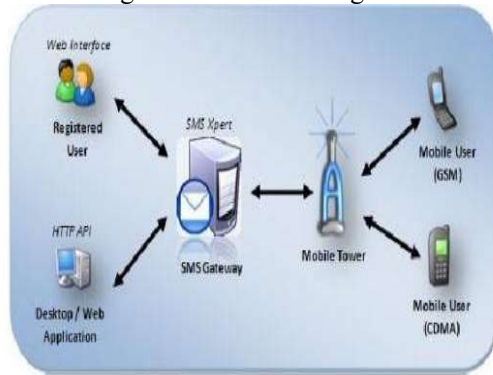 Web Interface
Registered
User
HTTP API
Desktop / Web
Application
SMS Xpert
SMS Gateway
Mobile Tower
Mobile User
(GSM)
Mobile User
(CDMA)